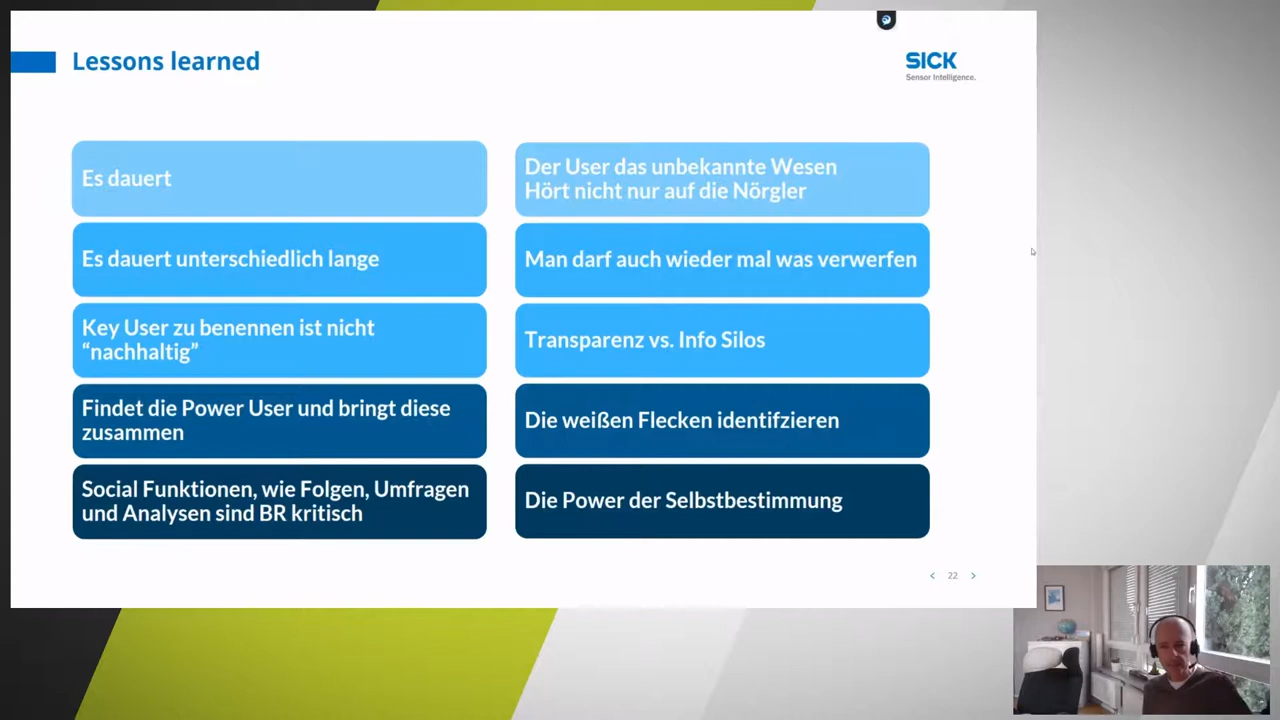 Lessons learned
SICK
Sensor Intelligence.
Es dauert
Es dauert unterschiedlich lange
Key User zu benennen ist nicht
“nachhaltig”
Findet die Power User und bringt diese
zusammen
Social Funktionen, wie Folgen, Umfragen
und Analysen sind BR kritisch
Der User das unbekannte Wesen
Hört nicht nur auf die Nörgler
Man darf auch wieder mal was verwerfen
Transparenz vs. Info Silos
Die weißen Flecken identifzieren
Die Power der Selbstbestimmung
22